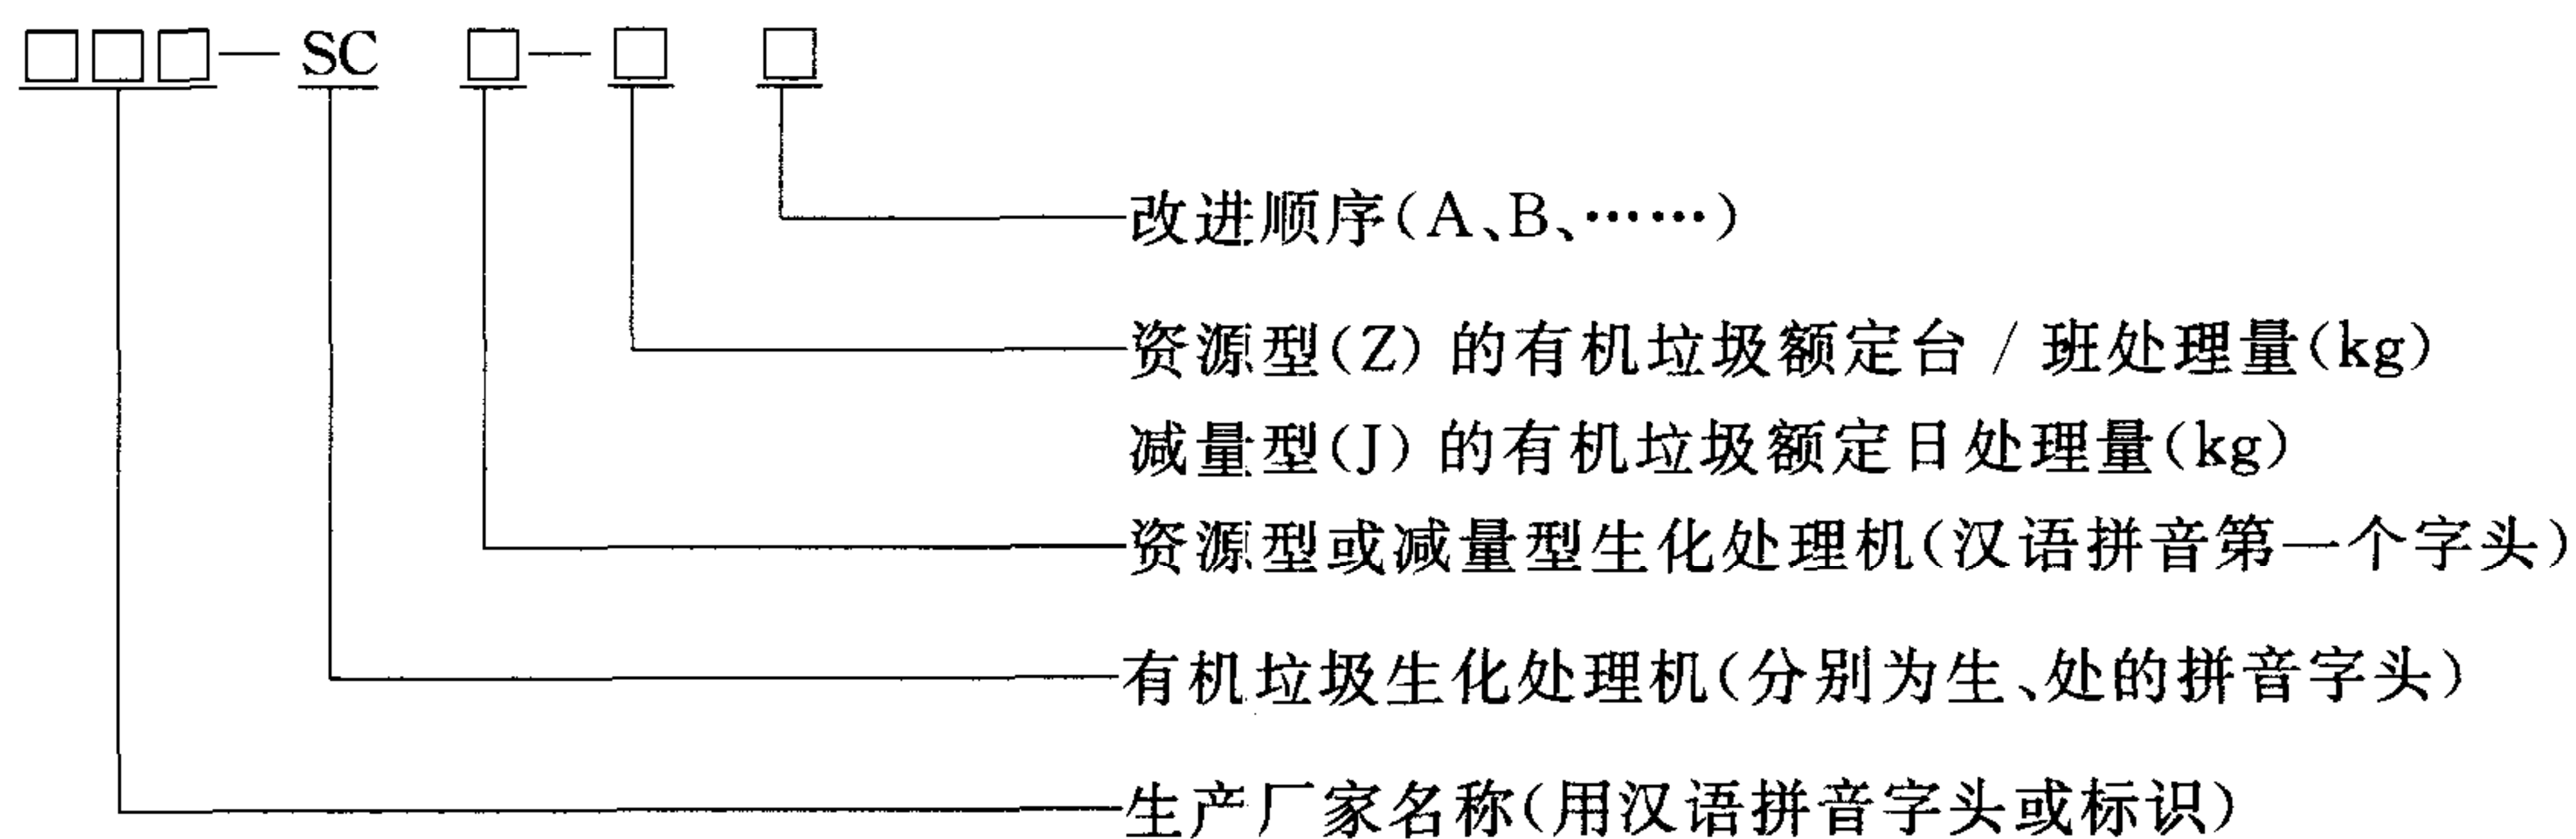 □□□—SC □—□ □
改进顺序(A、B、……)
资源型(Z)的有机垃圾额定台/班处理量(kg)
减量型(J)的有机垃圾额定日处理量(kg)
资源型或减量型生化处理机(汉语拼音第一个字头)
有机垃圾生化处理机(分别为生、处的拼音字头)
生产厂家名称(用汉语拼音字头或标识)